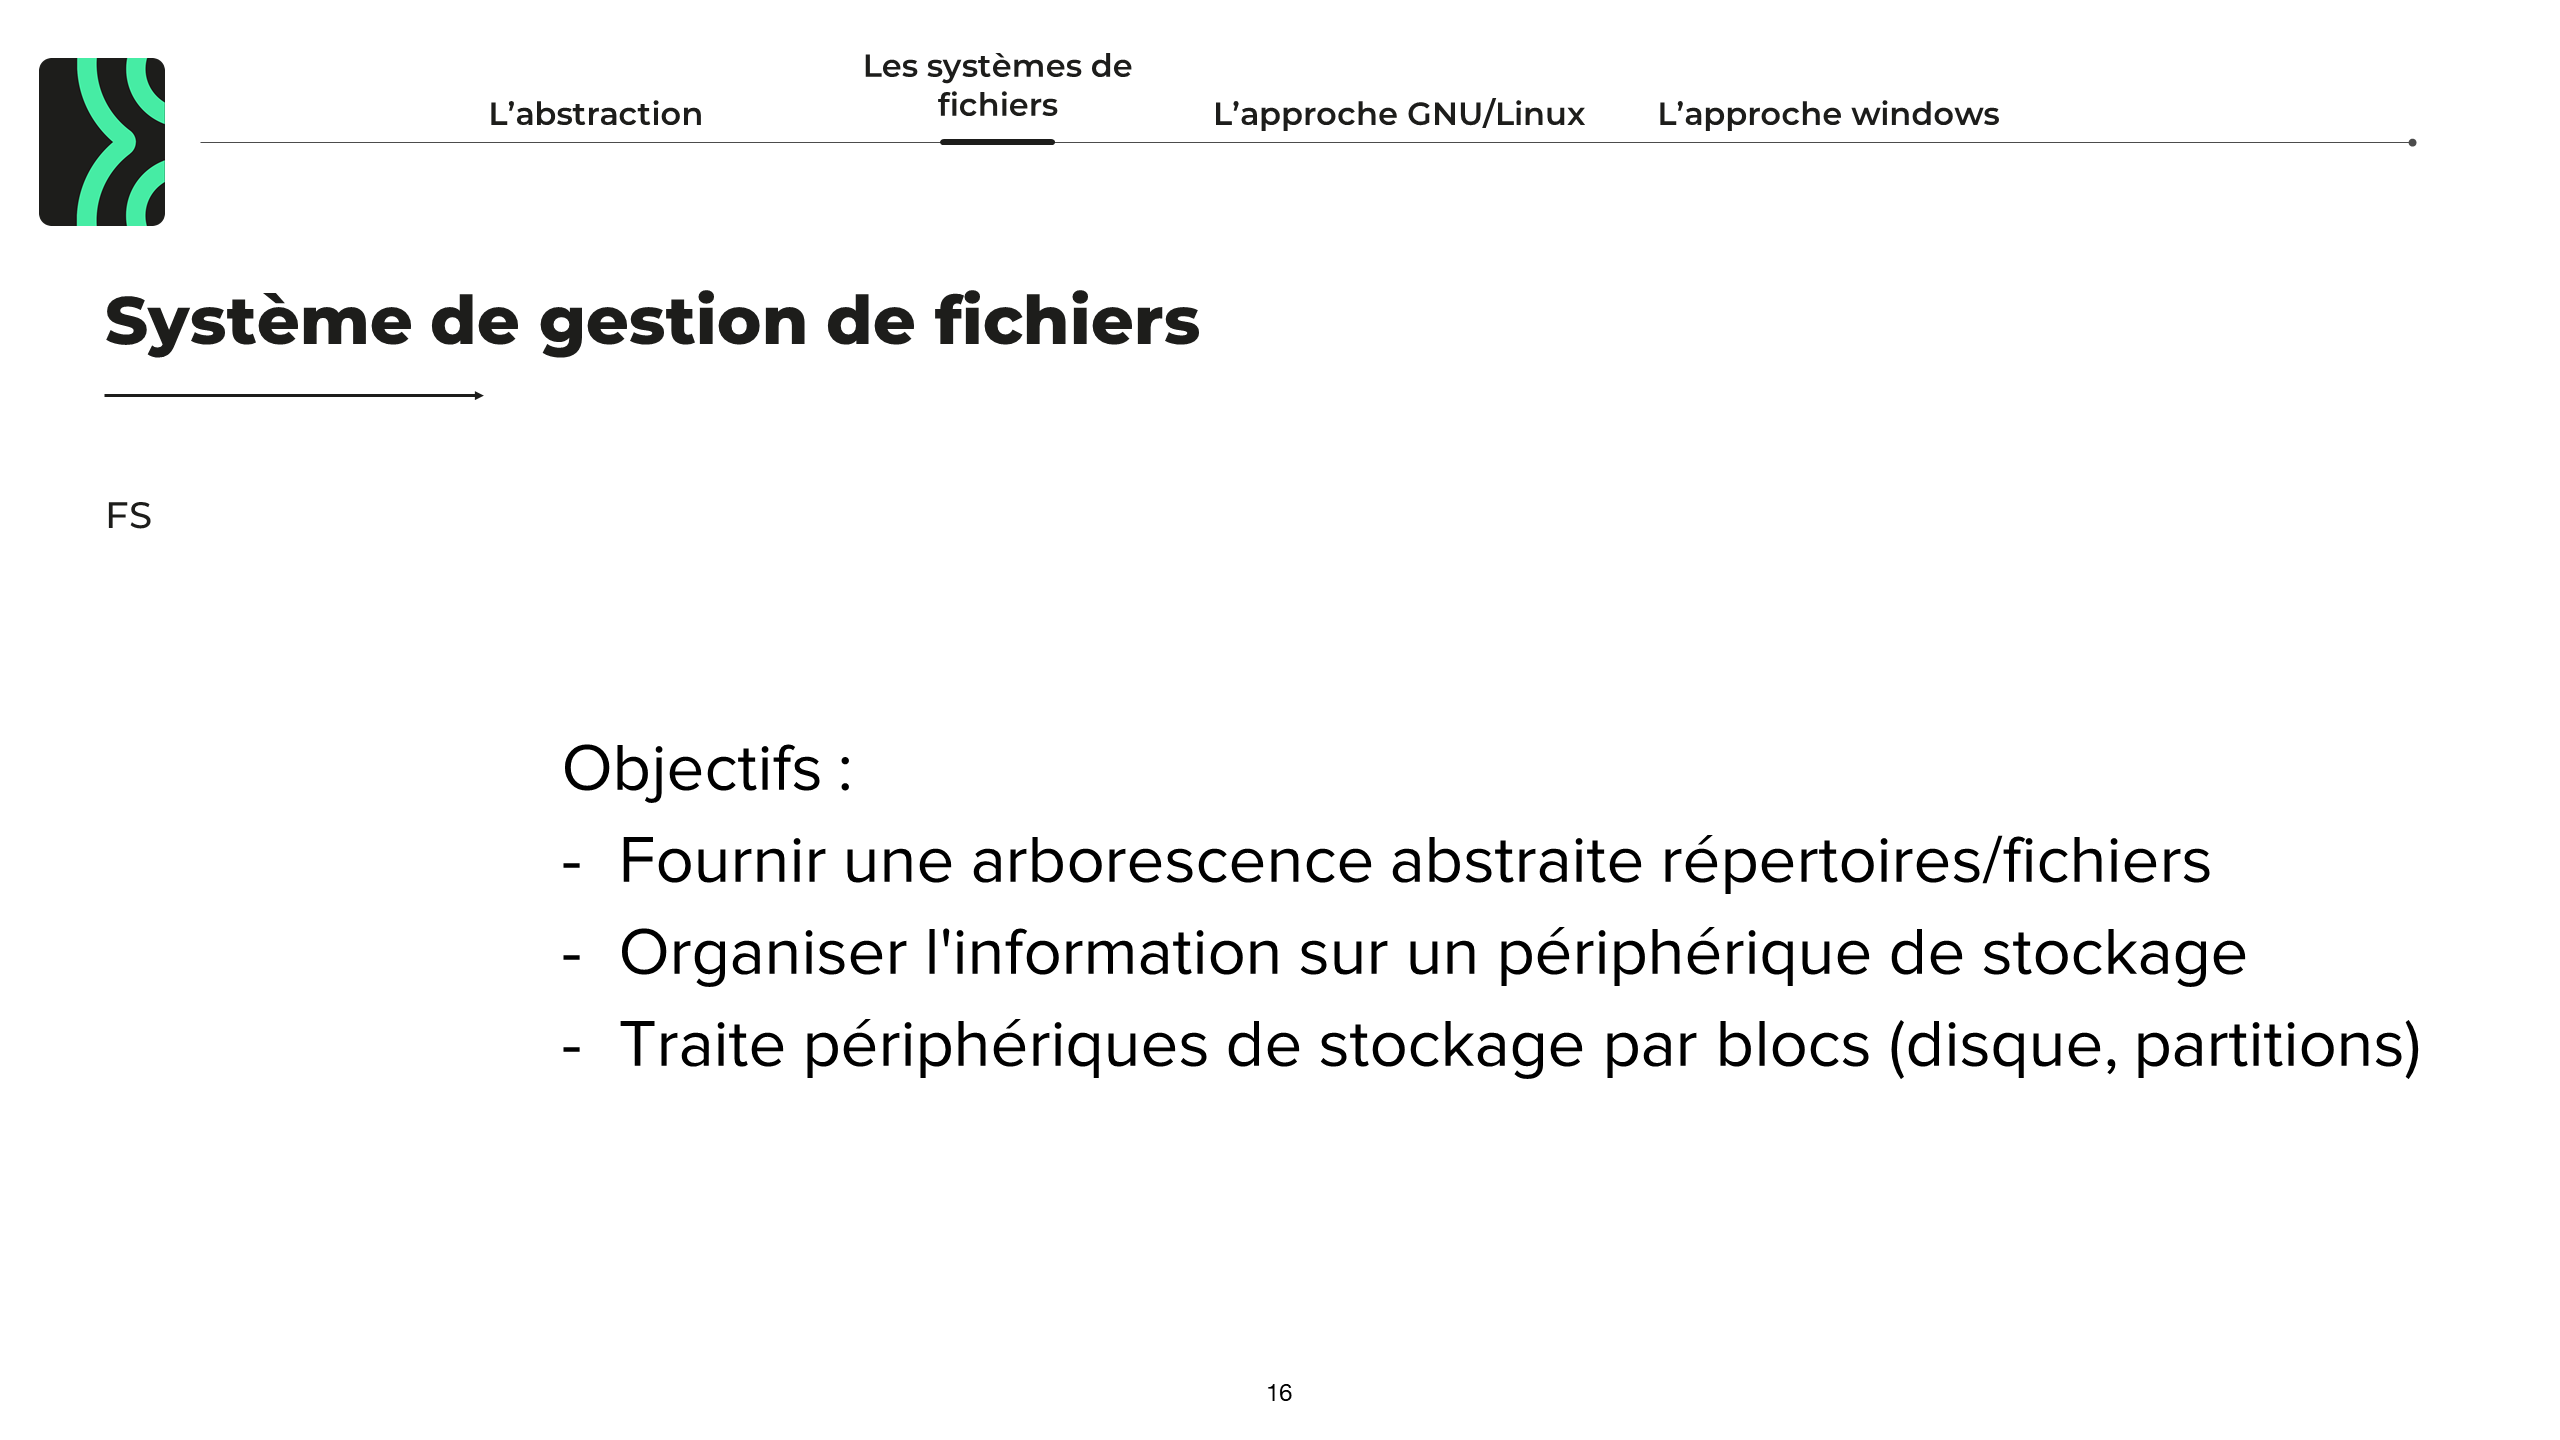 L’abstraction
Les systèmes de
fichiers
L’approche GNU/Linux
L’approche windows
Système de gestion de fichiers
FS
Objectifs :
- Fournir une arborescence abstraite répertoires/fichiers
- Organiser l'information sur un périphérique de stockage
- Traite périphériques de stockage par blocs (disque, partitions)
16